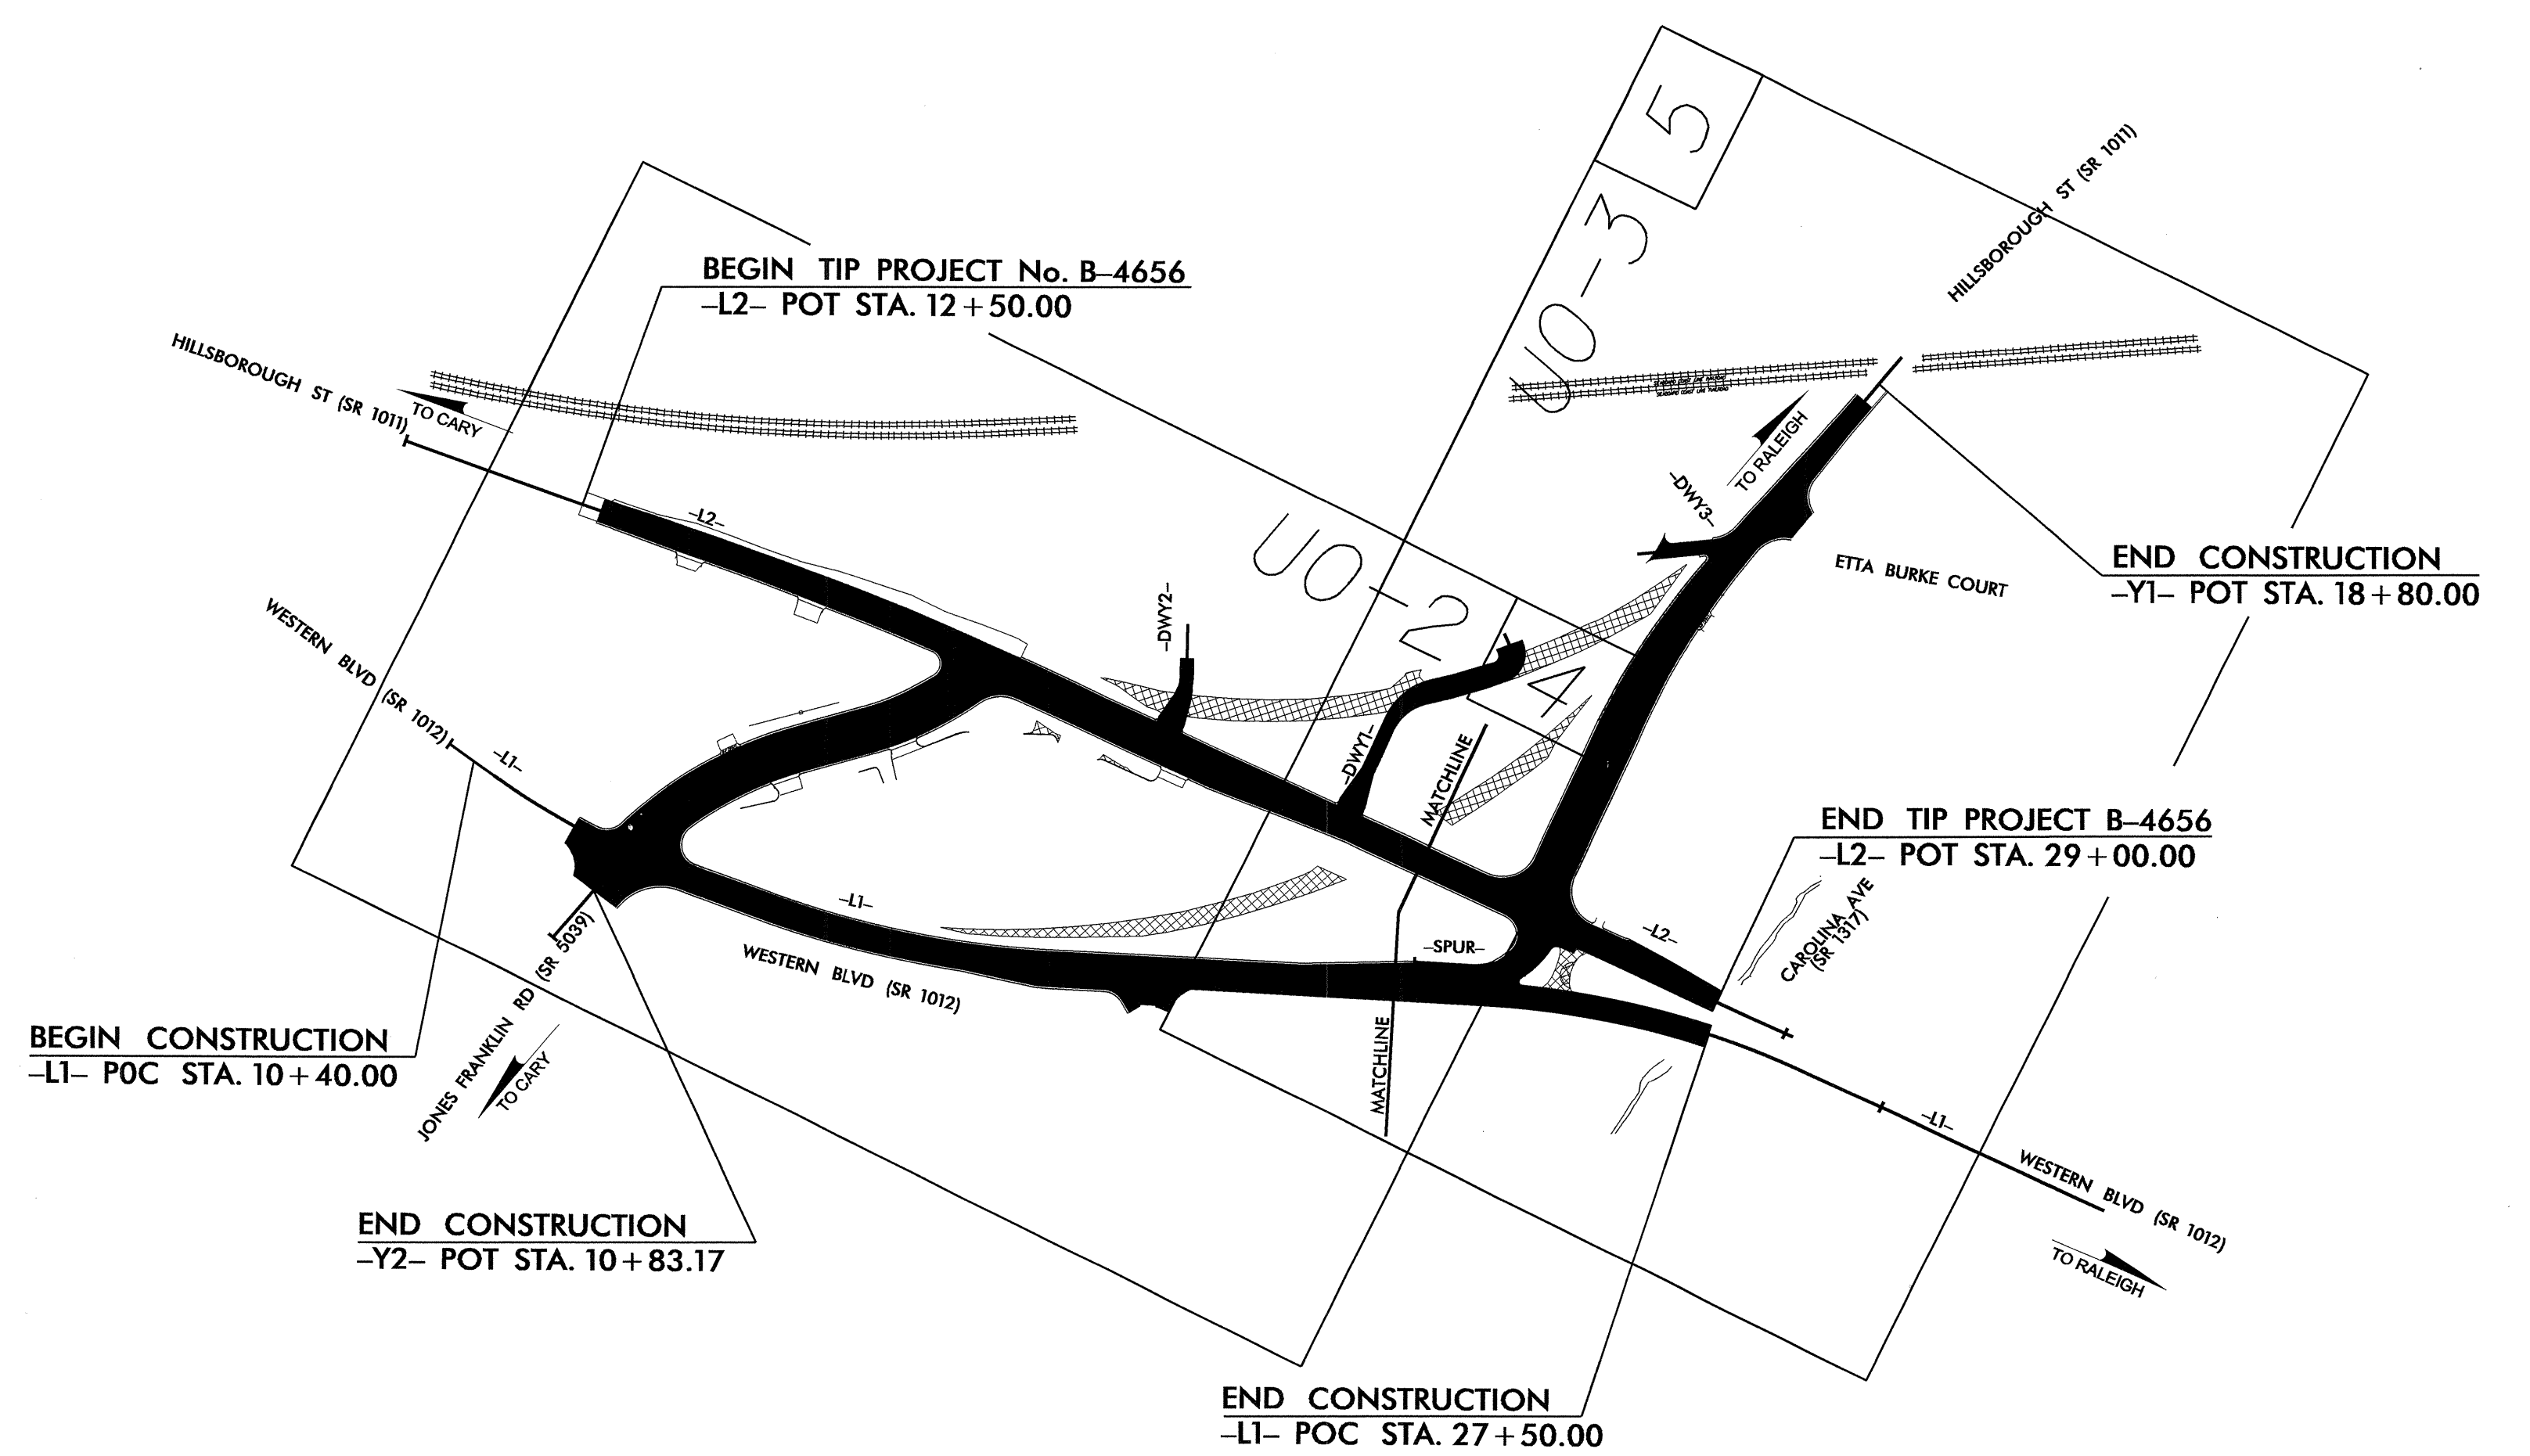 5
UO-3
HILLSBOROUGH ST (SR 1011)
BEGIN TIP PROJECT No. B-4656
-L2- POT STA. 12+50.00
HILLSBOROUGH ST (SR 1011)
TO CARY
TO RALEIGH
-DWY3-
-L2-
UO-2
END CONSTRUCTION
-Y1- POT STA. 18+80.00
ETTA BURKE COURT
-DWY2-
WESTERN BLVD (SR 1012)
4
-L1-
-DWY1-
MATCHLINE
END TIP PROJECT B-4656
-L2- POT STA. 29+00.00
-L1-
CAROLINA AVE
(SR 1317)
-L2-
-SPUR-
WESTERN BLVD (SR 1012)
JONES FRANKLIN RD (SR 5039)
BEGIN CONSTRUCTION
-L1- P0C STA. 10+40.00
TO CARY
MATCHLINE
-L1-
WESTERN BLVD (SR 1012)
TO RALEIGH
END CONSTRUCTION
-Y2- POT STA. 10+83.17
END CONSTRUCTION
-L1- POC STA. 27+50.00